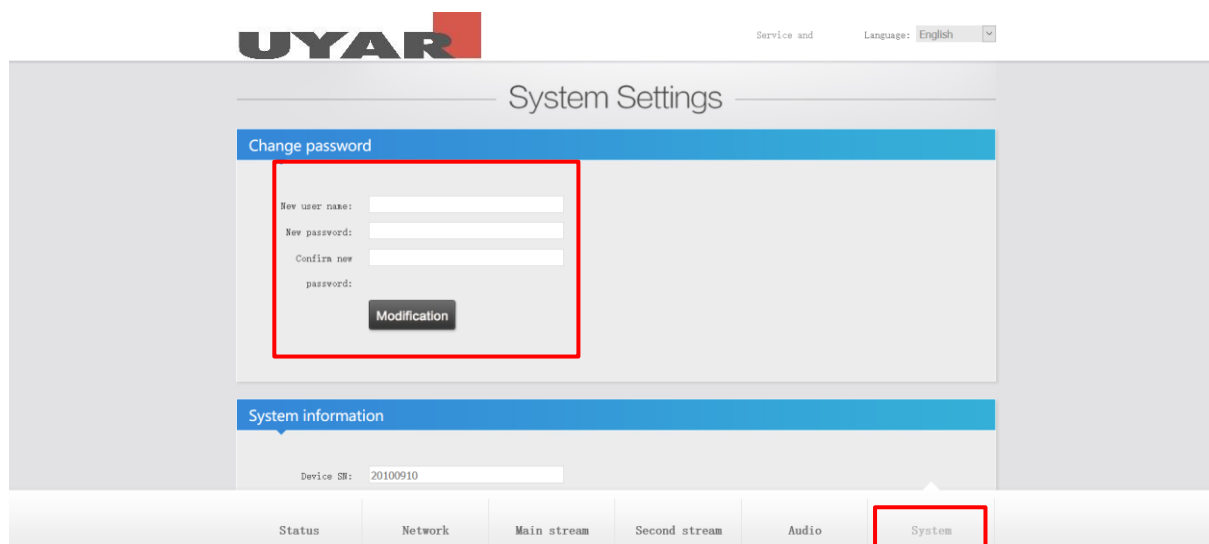 UYAR
Service and Language: English
System Settings
Change password
New user name:
New password:
Confirm new
password:
Modification
System information
Device SN: 20100910
Status Network Main stream Second stream Audio System